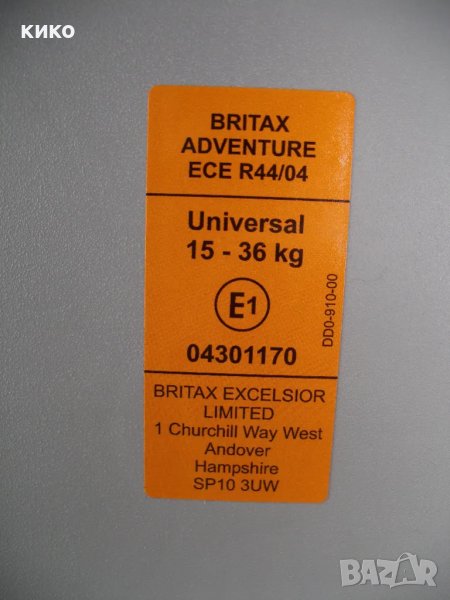 кико
BRITAX
ADVENTURE
ECE R44/04
Universal
15 - 36 kg
E1
04301170
DD0-910-00
BRITAX EXCELSIOR
LIMITED
1 Churchill Way West
Andover
Hampshire
SP10 3UW
BAZAR